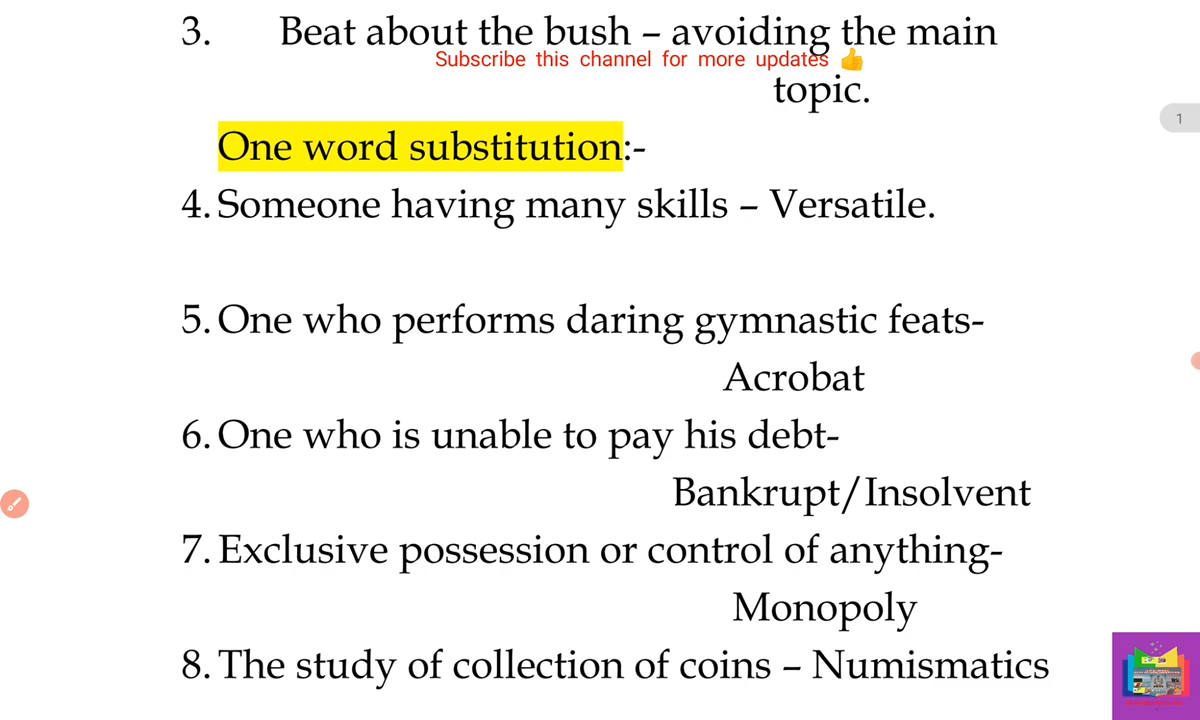 3. Beat about the bush – avoiding the main
Subscribe this channel for more updates 👍
topic.
One word substitution:-
4. Someone having many skills – Versatile.
5. One who performs daring gymnastic feats-
Acrobat
6. One who is unable to pay his debt-
Bankrupt/Insolvent
7. Exclusive possession or control of anything-
Monopoly
8. The study of collection of coins – Numismatics
1